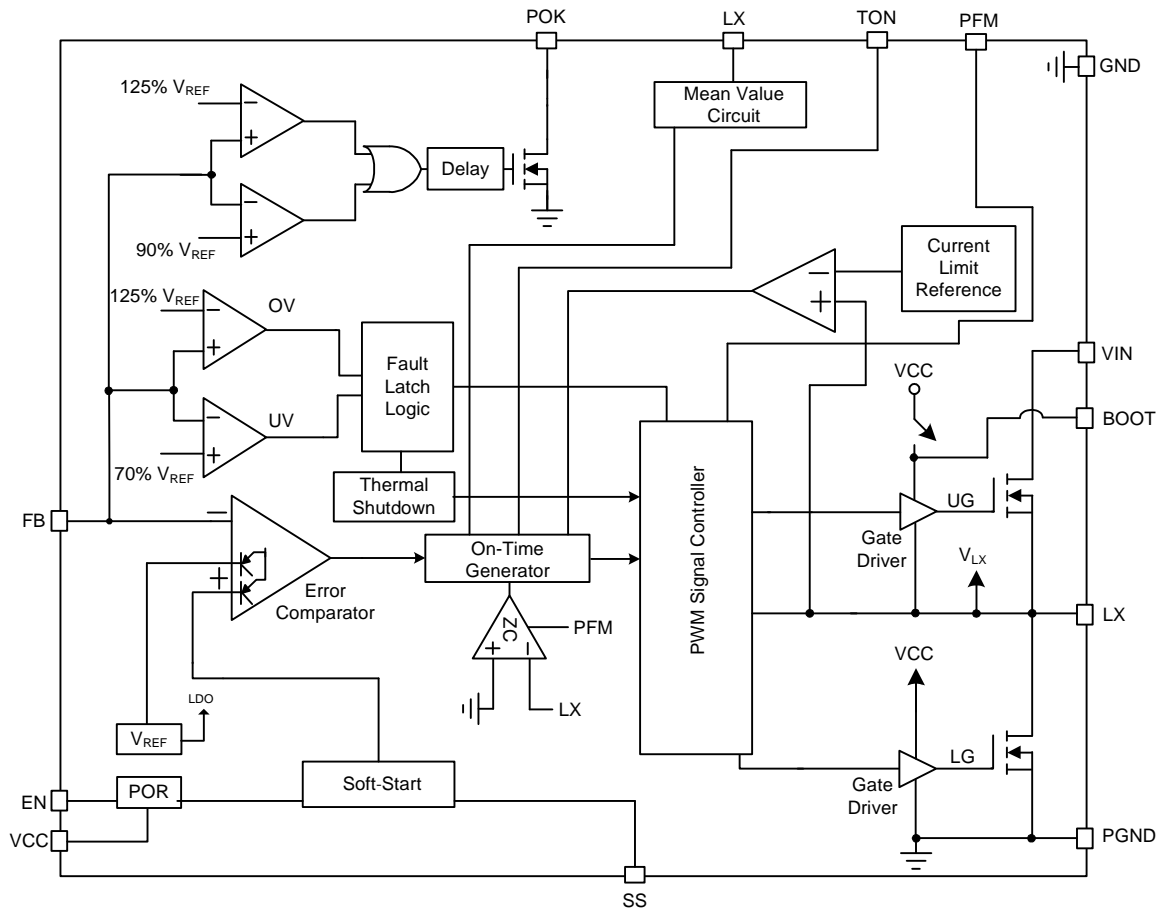 POK
LX
TON
PFM
GND
125% VREF
−
+
Mean Value
Circuit
Delay
−
+
90% VREF
Current
Limit
Reference
−
+
125% VREF
OV
−
+
Fault
Latch
Logic
VIN
VCC
BOOT
UV
−
+
70% VREF
Thermal
Shutdown
FB
−
+
Error
Comparator
On-Time
Generator
PWM Signal Controller
UG
Gate
Driver
VLX
LX
ZC
+
−
PFM
LX
VCC
LDO
VREF
LG
Gate
Driver
Soft-Start
EN
POR
VCC
PGND
SS